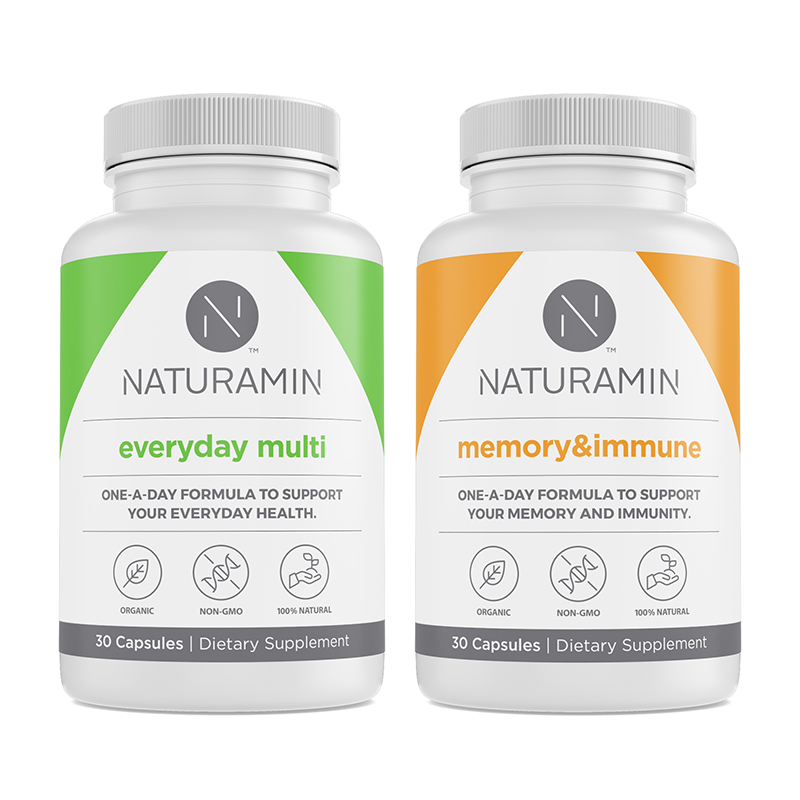 N
TM
NATURAMIN
everyday multi
ONE-A-DAY FORMULA TO SUPPORT
YOUR EVERYDAY HEALTH.
ORGANIC NON-GMO 100% NATURAL
30 Capsules | Dietary Supplement
N
TM
NATURAMIN
memory&immune
ONE-A-DAY FORMULA TO SUPPORT
YOUR MEMORY AND IMMUNITY.
ORGANIC NON-GMO 100% NATURAL
30 Capsules | Dietary Supplement